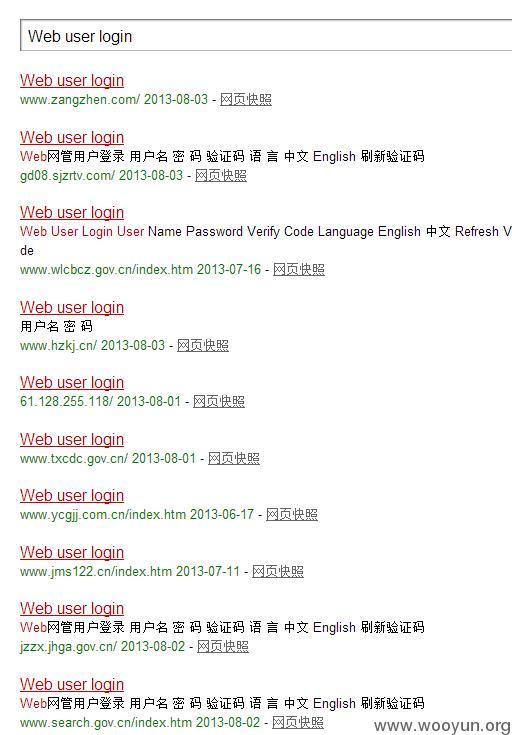 Web user login
Web user login
www.zangzhen.com/ 2013-08-03 - 网页快照
Web user login
Web网管用户登录 用户名 密 码 验证码 语 言 中文 English 刷新验证码
gd08.sjzrtv.com/ 2013-08-03 - 网页快照
Web user login
Web User Login User Name Password Verify Code Language English 中文 Refresh V
de
www.wlcbcz.gov.cn/index.htm 2013-07-16 - 网页快照
Web user login
用户名 密 码
www.hzkj.cn/ 2013-08-03 - 网页快照
Web user login
61.128.255.118/ 2013-08-01 - 网页快照
Web user login
www.txcdc.gov.cn/ 2013-08-01 - 网页快照
Web user login
www.ycgjj.com.cn/index.htm 2013-06-17 - 网页快照
Web user login
www.jms122.cn/index.htm 2013-07-11 - 网页快照
Web user login
Web网管用户登录 用户名 密 码 验证码 语 言 中文 English 刷新验证码
jzzx.jhga.gov.cn/ 2013-08-02 - 网页快照
Web user login
Web网管用户登录 用户名 密 码 验证码 语 言 中文 English 刷新验证码
www.search.gov.cn/index.htm 2013-08-02 - 网页快照
www.wooyun.org